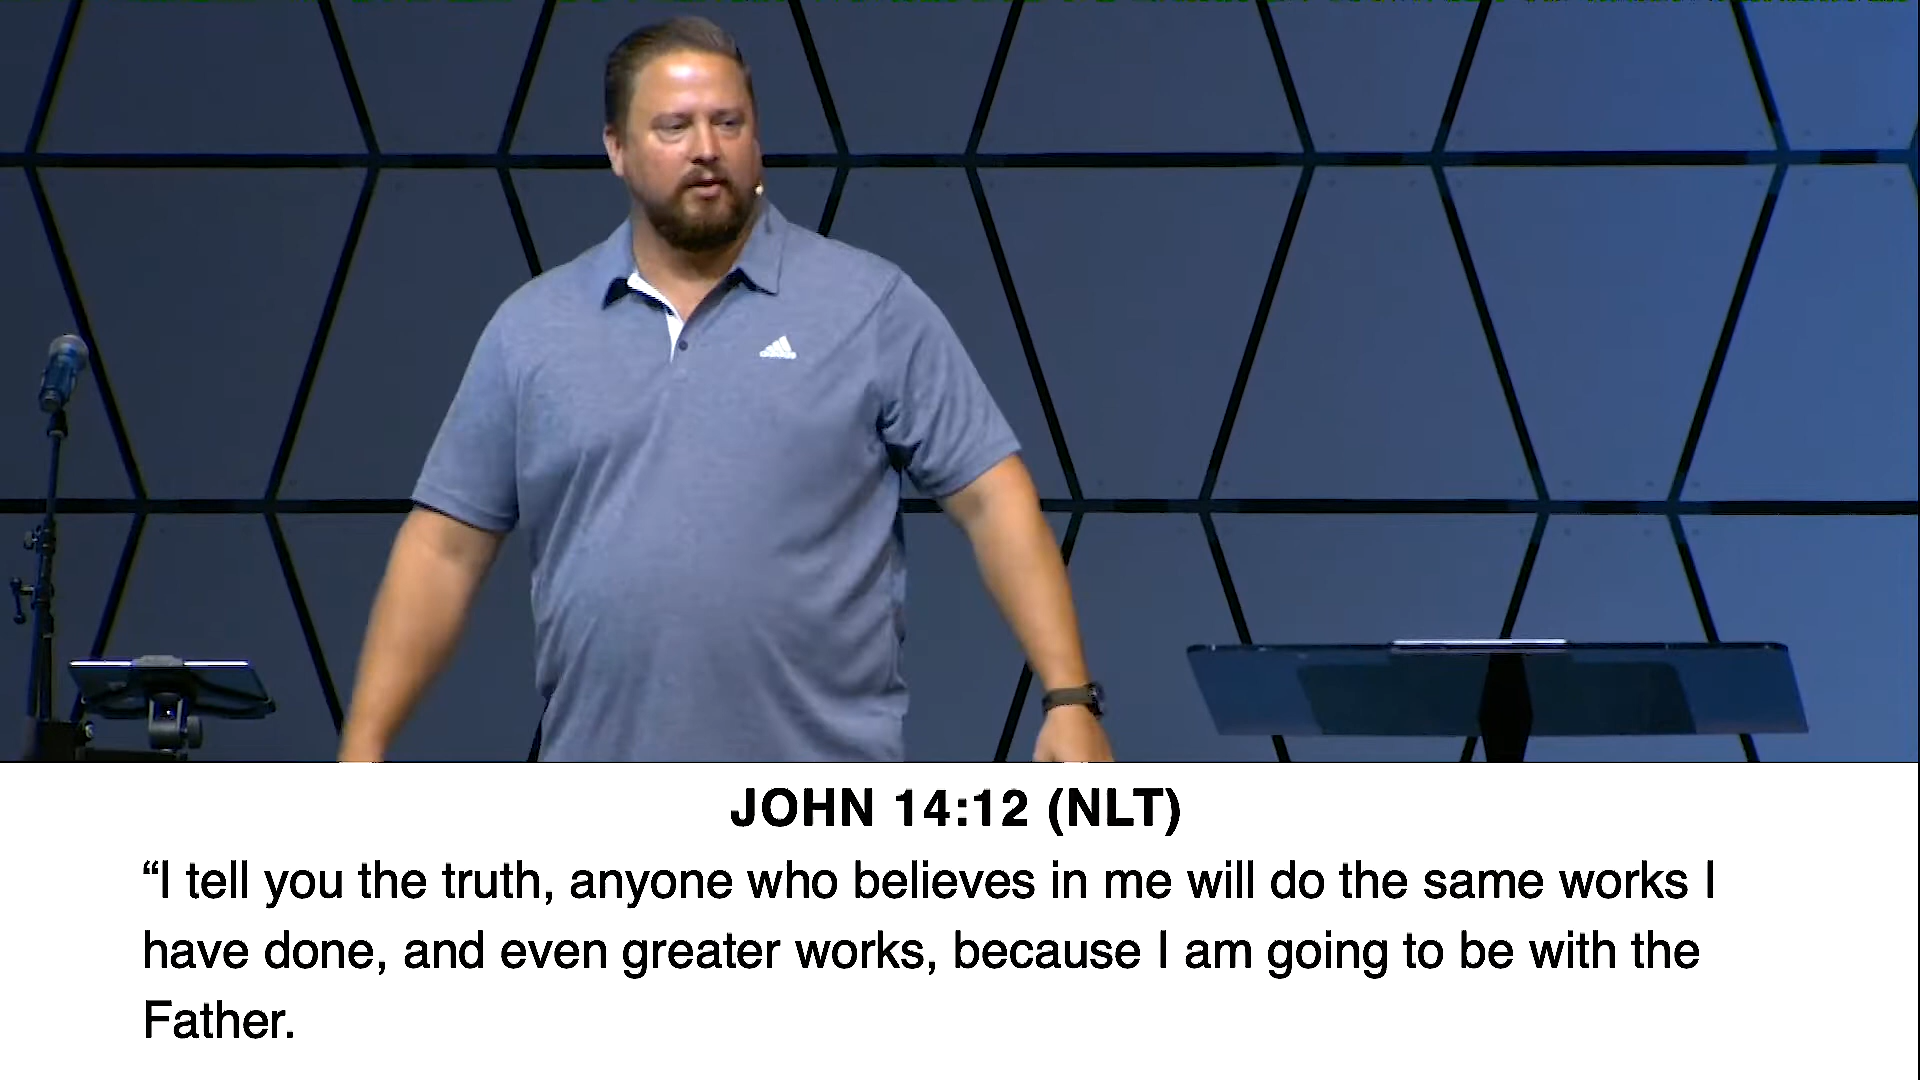 JOHN 14:12 (NLT)
“I tell you the truth, anyone who believes in me will do the same works I
have done, and even greater works, because I am going to be with the
Father.